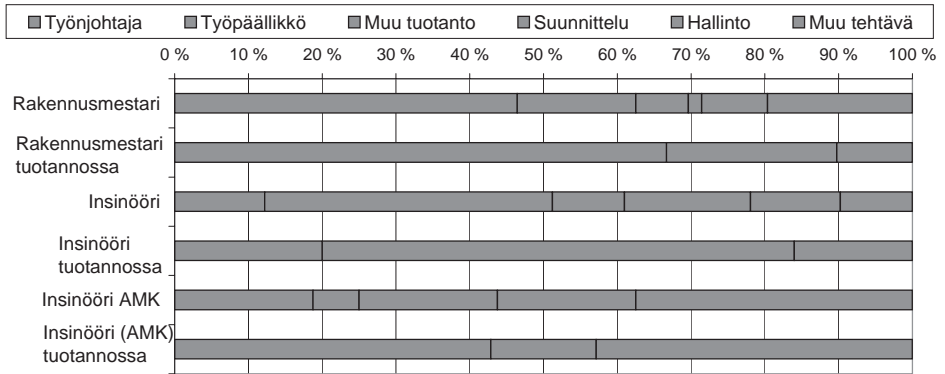 Työnjohtaja Työpäällikkö Muu tuotanto Suunnittelu Hallinto Muu tehtävä
0 % 10 % 20 % 30 % 40 % 50 % 60 % 70 % 80 % 90 % 100 %
Rakennusmestari
Rakennusmestari
tuotannossa
Insinööri
Insinööri
tuotannossa
Insinööri AMK
Insinööri (AMK)
tuotannossa